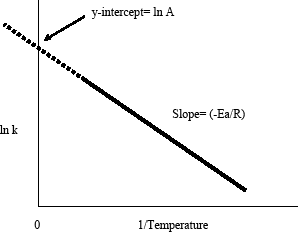 y-intercept= ln A
Slope= (-Ea/R)
ln k
0
1/Temperature